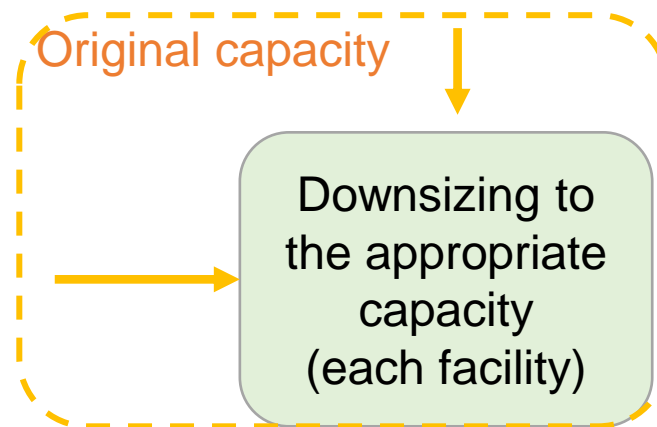 Original capacity
Downsizing to
the appropriate
capacity
(each facility)